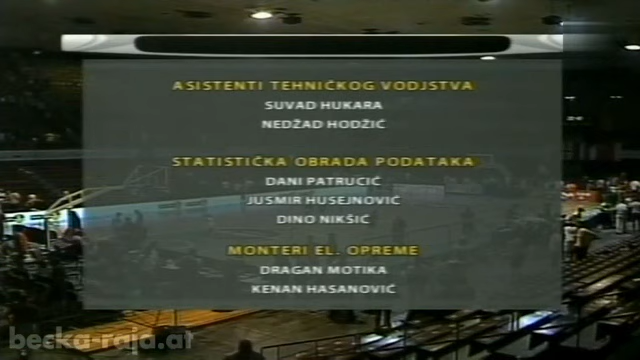 ASISTENTI TEHNIČKOG VODJSTVA
SUVAD HUKARA
NEDŽAD HODŽIĆ
STATISTIČKA OBRADA PODATAKA
DANI PATRUCIĆ
JUSMIR HUSEJNOVIĆ
DINO NIKŠIĆ
MONTERI EL. OPREME
DRAGAN MOTIKA
KENAN HASANOVIĆ
becka-raja.at